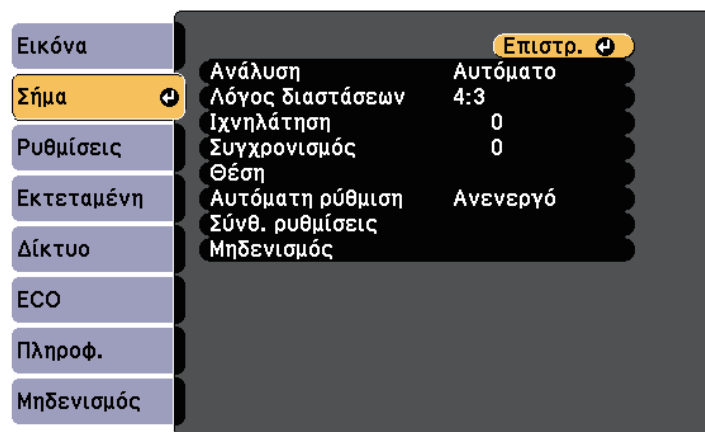 Εικόνα
Σήμα
Ρυθμίσεις
Εκτεταμένη
Δίκτυο
ECO
Πληροφ.
Μηδενισμός
Επιστρ.
Ανάλυση Αυτόματο
Λόγος διαστάσεων 4:3
Ιχνηλάτηση 0
Συγχρονισμός 0
Θέση
Αυτόματη ρύθμιση Ανενεργό
Σύνθ. ρυθμίσεις
Μηδενισμός